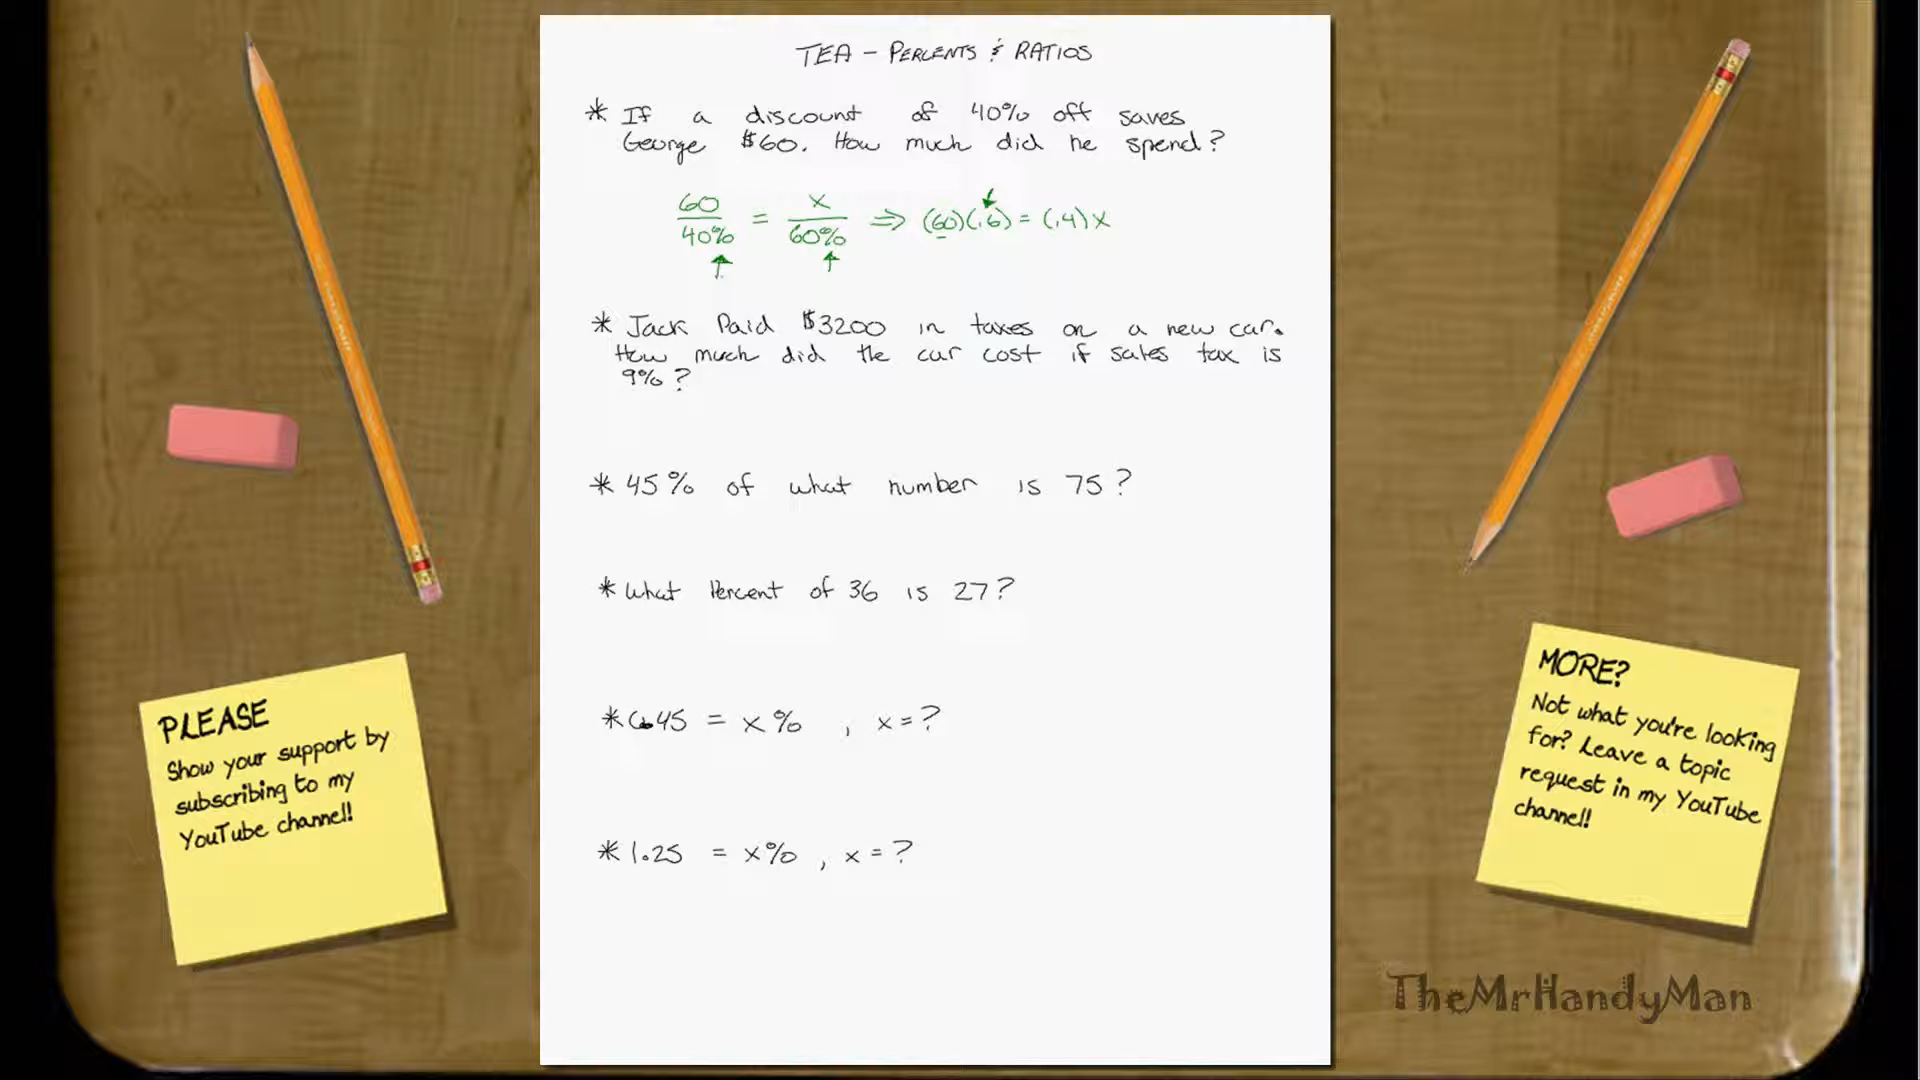 TEA - PERCENTS & RATIOS
* If a discount of 40% off saves
George $60. How much did he spend?
60/40% = x/60% ⇒ (60)(.6) = (.4)x
* Jack Paid $3200 in taxes on a new car.
How much did the car cost if sales tax is
9%?
* 45% of what number is 75?
* What Percent of 36 is 27?
45 = x% , x = ?
* 1.25 = x% , x = ?
PLEASE
Show your support by
subscribing to my
YouTube channel!
MORE?
Not what you're looking
for? Leave a topic
request in my YouTube
channel!
TheMrHandyMan